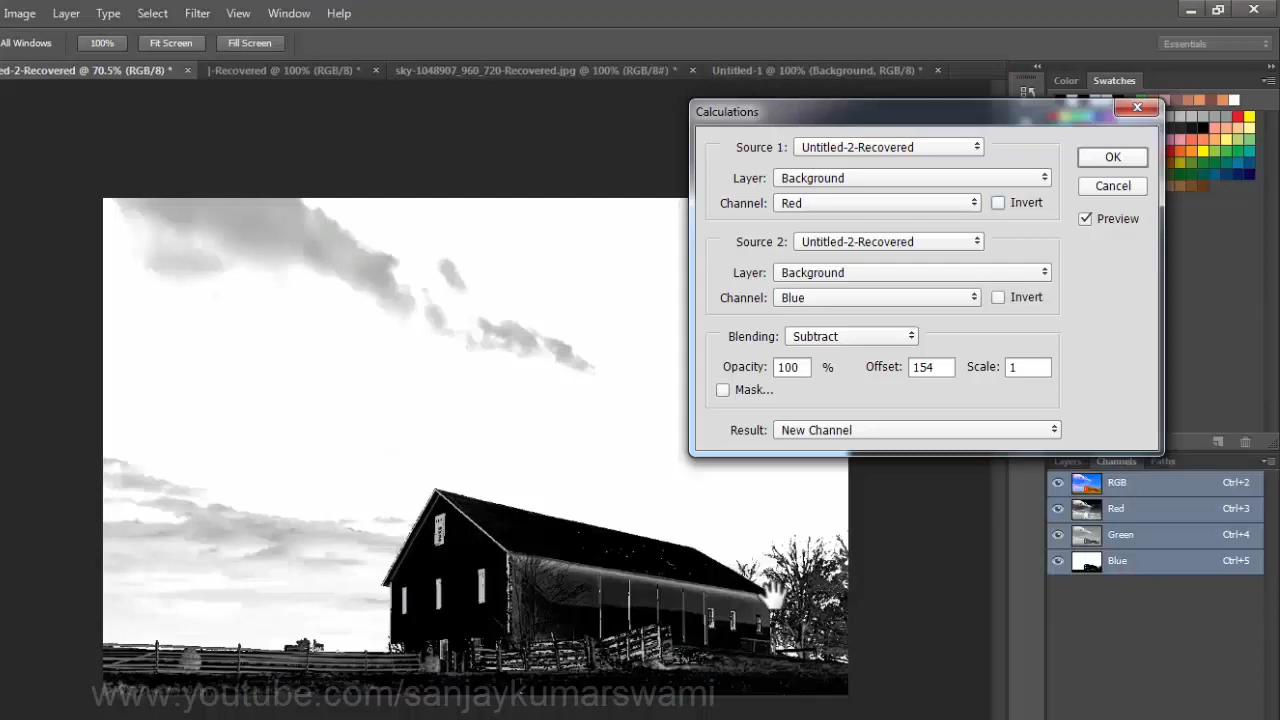 Image Layer Type Select Filter View Window Help
All Windows 100% Fit Screen Fill Screen Essentials
ed-2-Recovered @ 70.5% (RGB/8) * × ]-Recovered @ 100% (RGB/8) * × sky-1048907_960_720-Recovered.jpg @ 100% (RGB/8#) * × Untitled-1 @ 100% (Background, RGB/8) * ×
Color Swatches
Calculations
Source 1: Untitled-2-Recovered
OK
Layer: Background
Cancel
Channel: Red Invert
Preview
Source 2: Untitled-2-Recovered
Layer: Background
Channel: Blue Invert
Blending: Subtract
Opacity: 100 % Offset: 154 Scale: 1
Mask...
Result: New Channel
Layers Channels Paths
RGB Ctrl+2
Red Ctrl+3
Green Ctrl+4
Blue Ctrl+5
www.youtube.com/sanjaykumarswami